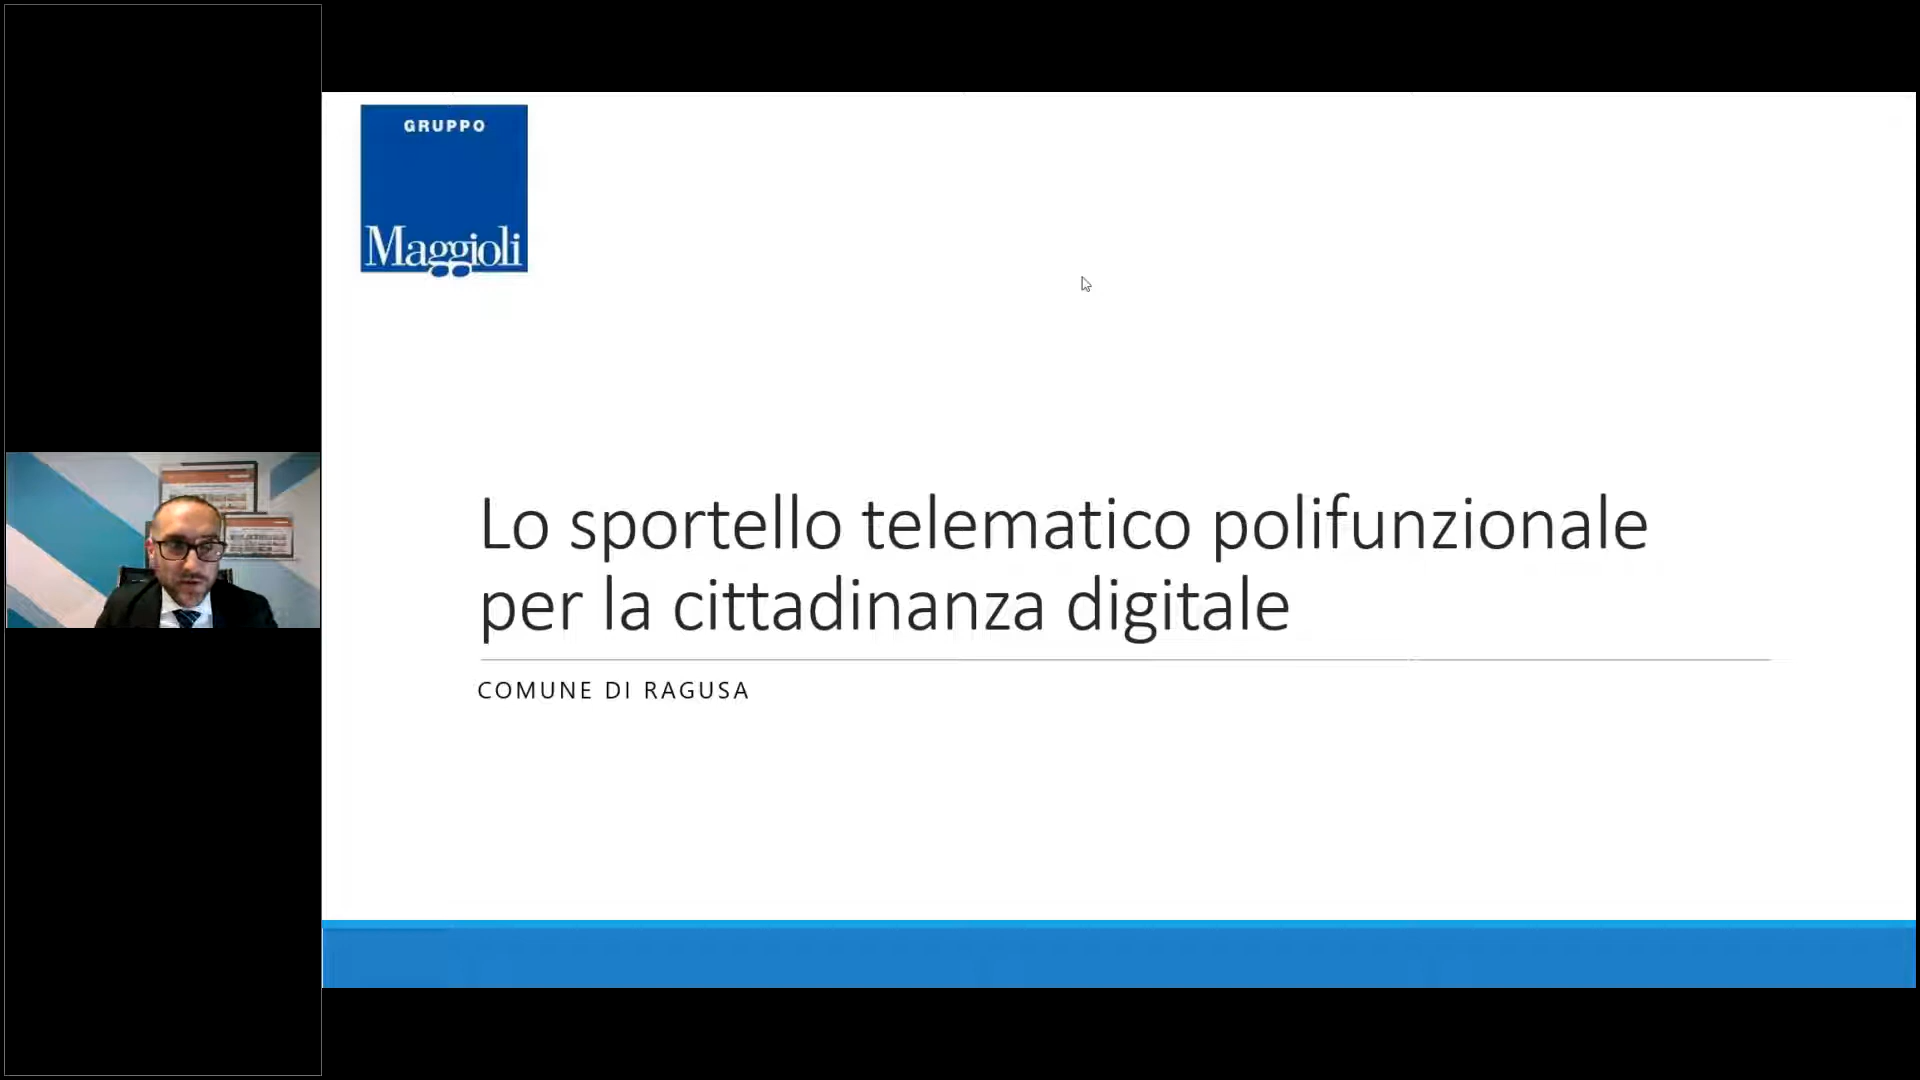 GRUPPO
Maggioli
Lo sportello telematico polifunzionale
per la cittadinanza digitale
COMUNE DI RAGUSA